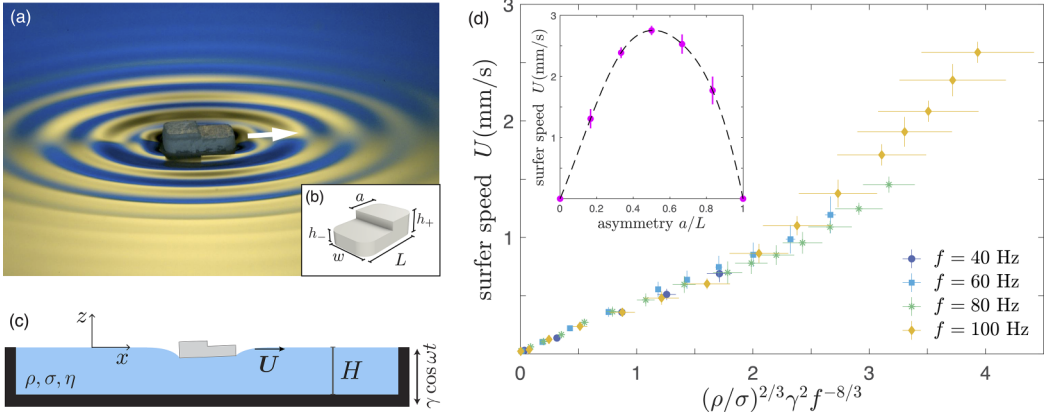 (a)
(b)
a
h₊
h₋
w
L
(c)
z
x
U
H
ρ, σ, η
γ cos ωt
(d)
surfer speed U(mm/s)
3
2
1
0
1
2
3
4
(ρ/σ)^{2/3}γ²f^{−8/3}
surfer speed U(mm/s)
3
2
1
0
0
0.2
0.4
0.6
0.8
1
asymmetry a/L
f = 40 Hz
f = 60 Hz
f = 80 Hz
f = 100 Hz